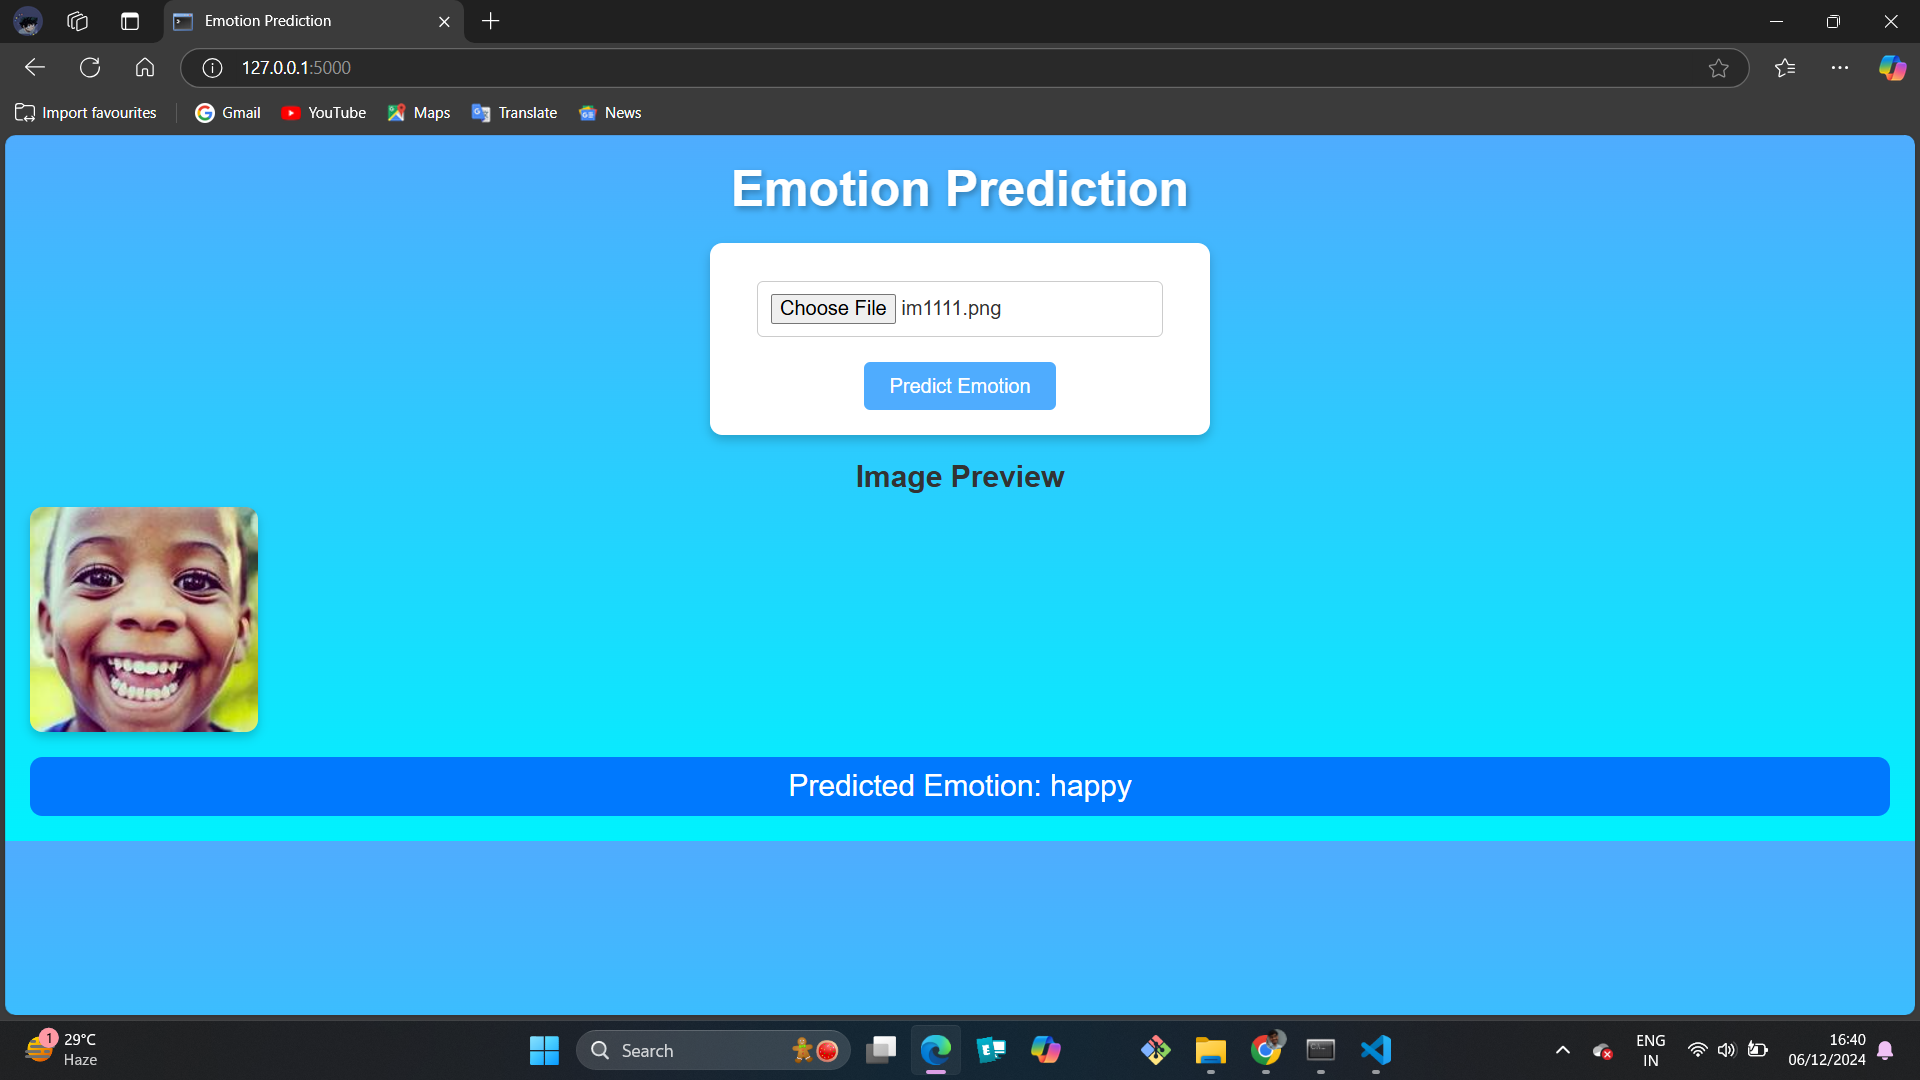 Emotion Prediction
127.0.0.1:5000
Import favourites
Gmail
YouTube
Maps
Translate
News
Emotion Prediction
Choose File im1111.png
Predict Emotion
Image Preview
Predicted Emotion: happy
1
29°C
Haze
Search
ENG
IN
16:40
06/12/2024